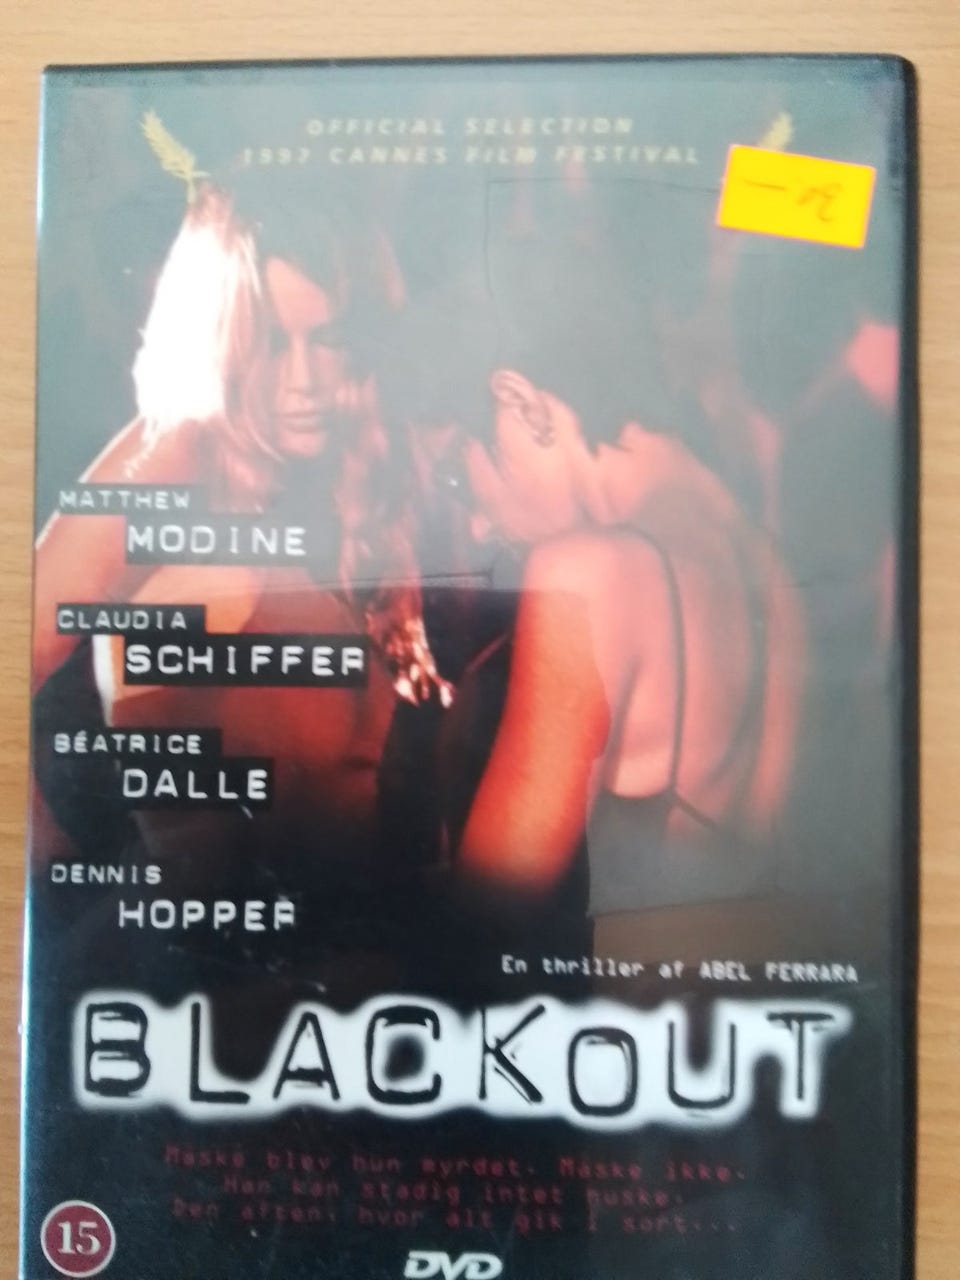 OFFICIAL SELECTION
1997 CANNES FILM FESTIVAL
MATTHEW
MODINE
CLAUDIA
SCHIFFER
BÉATRICE
DALLE
DENNIS
HOPPER
En thriller af ABEL FERRARA
BLACKOUT
Måske blev hun myrdet. Måske ikke.
Han kan stadig intet huske.
Den aften, hvor alt gik i sort...
15
DVD